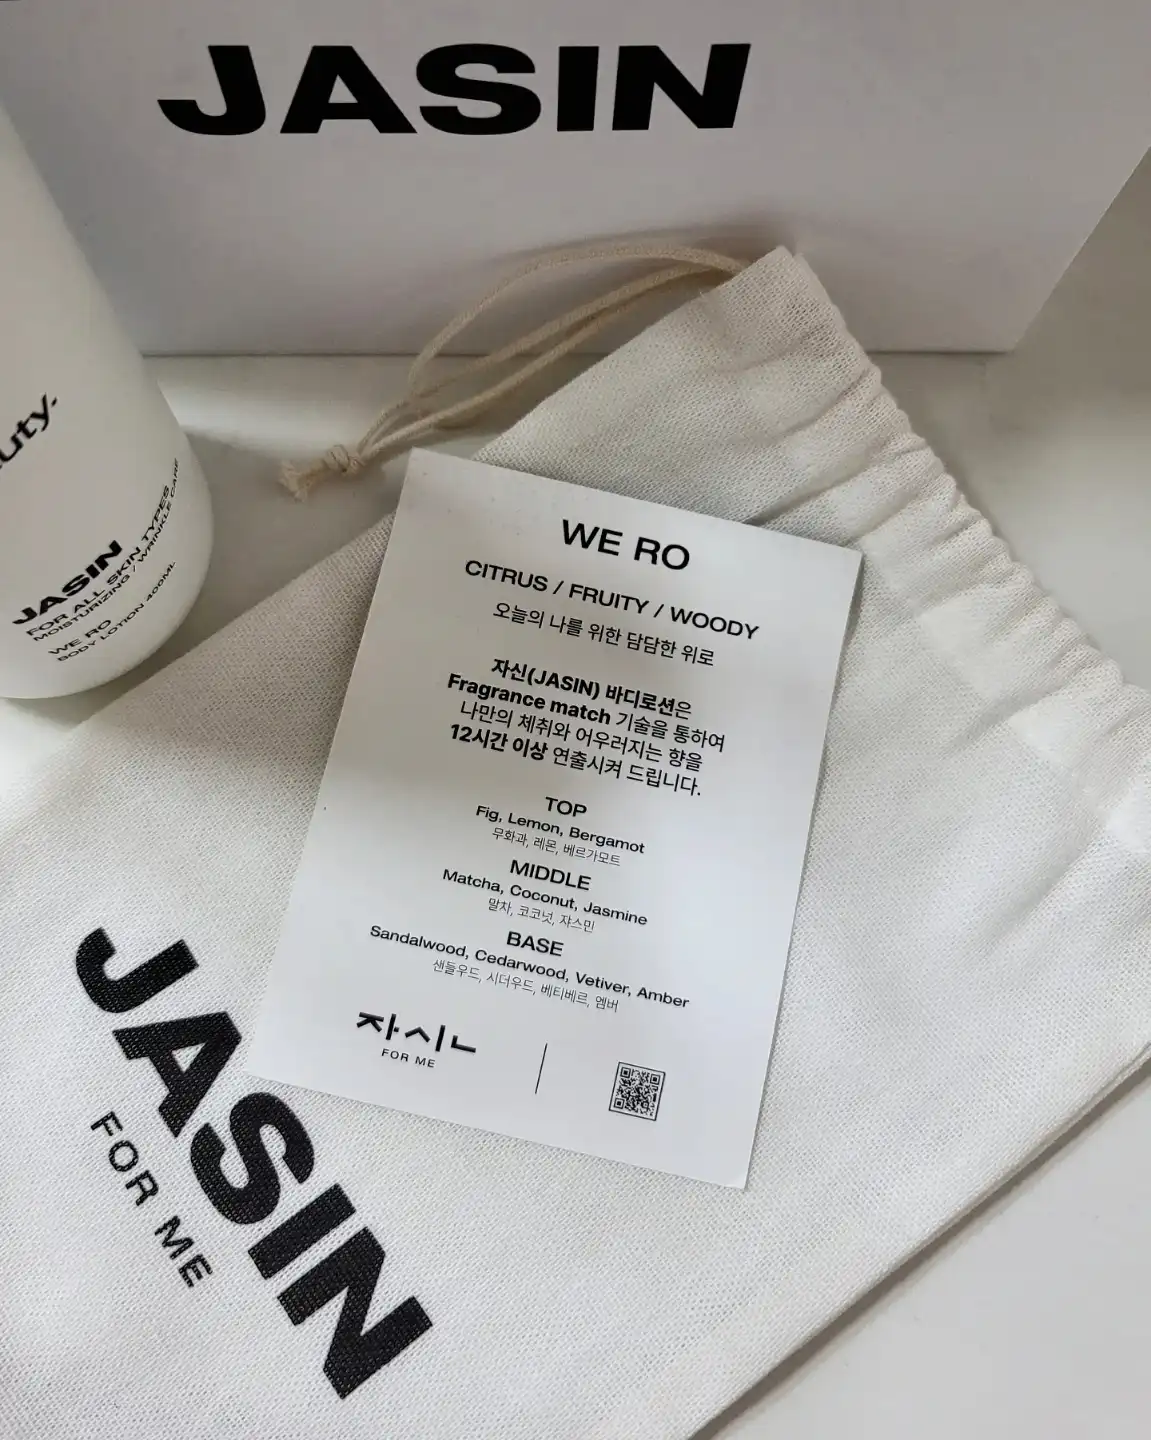 JASIN
uty.
JASIN
FOR ALL SKIN TYPES
MOISTURIZING / WRINKLE CARE
WE RO
BODY LOTION 400ML
WE RO
CITRUS / FRUITY / WOODY
오늘의 나를 위한 담담한 위로
자신(JASIN) 바디로션은
Fragrance match 기술을 통하여
나만의 체취와 어우러지는 향을
12시간 이상 연출시켜 드립니다.
TOP
Fig, Lemon, Bergamot
무화과, 레몬, 베르가모트
MIDDLE
Matcha, Coconut, Jasmine
말차, 코코넛, 쟈스민
BASE
Sandalwood, Cedarwood, Vetiver, Amber
샌들우드, 시더우드, 베티베르, 엠버
자시ㄴ
FOR ME
JASIN
FOR ME